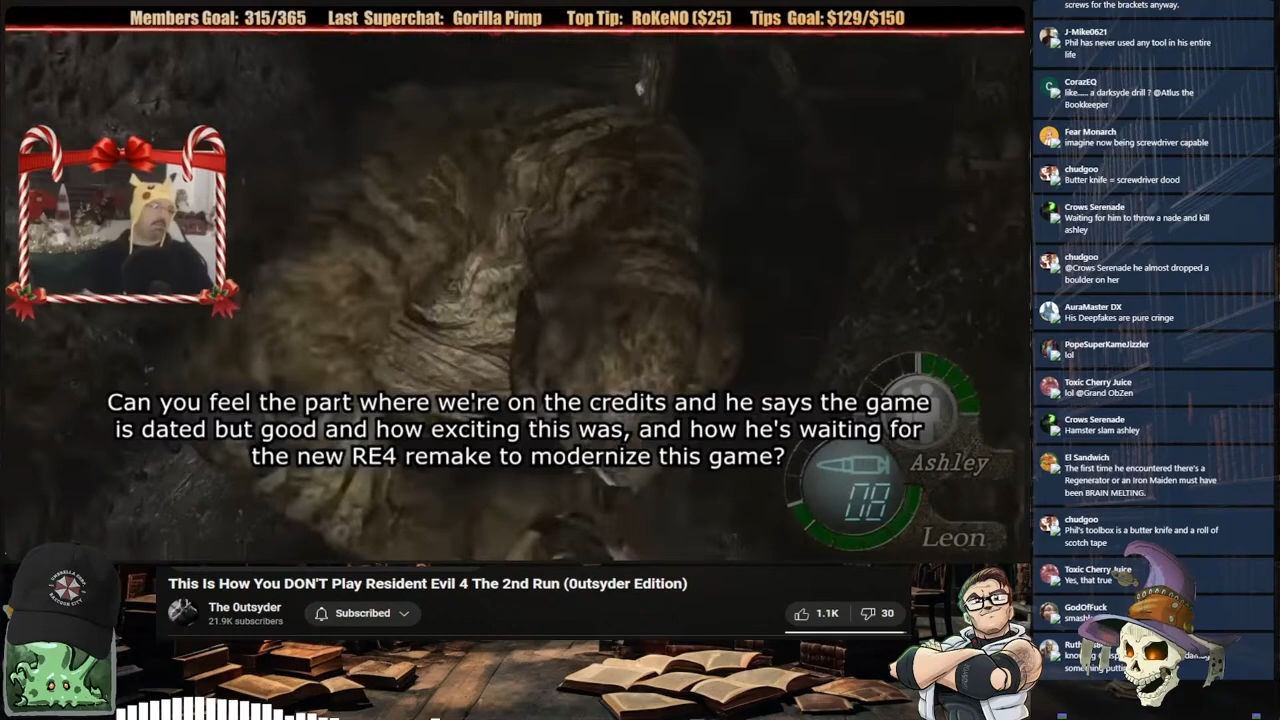 Members Goal: 315/365 Last Superchat: Gorilla Pimp Top Tip: RoKeNO ($25) Tips Goal: $129/$150
Can you feel the part where we're on the credits and he says the game
is dated but good and how exciting this was, and how he's waiting for
the new RE4 remake to modernize this game?
Ashley
08
Leon
This Is How You DON'T Play Resident Evil 4 The 2nd Run (0utsyder Edition)
The 0utsyder
21.9K subscribers
Subscribed
1.1K
30
UMBRELLA CORP.
RACCOON CITY
screws for the brackets anyway.
J-Mike0621
Phil has never used any tool in his entire
life
CorazEQ
like..... a darksyde drill ? @Atlus the
Bookkeeper
Fear Monarch
imagine now being screwdriver capable
chudgoo
Butter knife = screwdriver dood
Crows Serenade
Waiting for him to throw a nade and kill
ashley
chudgoo
@Crows Serenade he almost dropped a
boulder on her
AuraMaster DX
His Deepfakes are pure cringe
PopeSuperKameJizzler
lol
Toxic Cherry Juice
lol @Grand ObZen
Crows Serenade
Hamster slam ashley
El Sandwich
The first time he encountered there's a
Regenerator or an Iron Maiden must have
been BRAIN MELTING.
chudgoo
Phil's toolbox is a butter knife and a roll of
scotch tape
Toxic Cherry Juice
Yes, that true
GodOfFuck